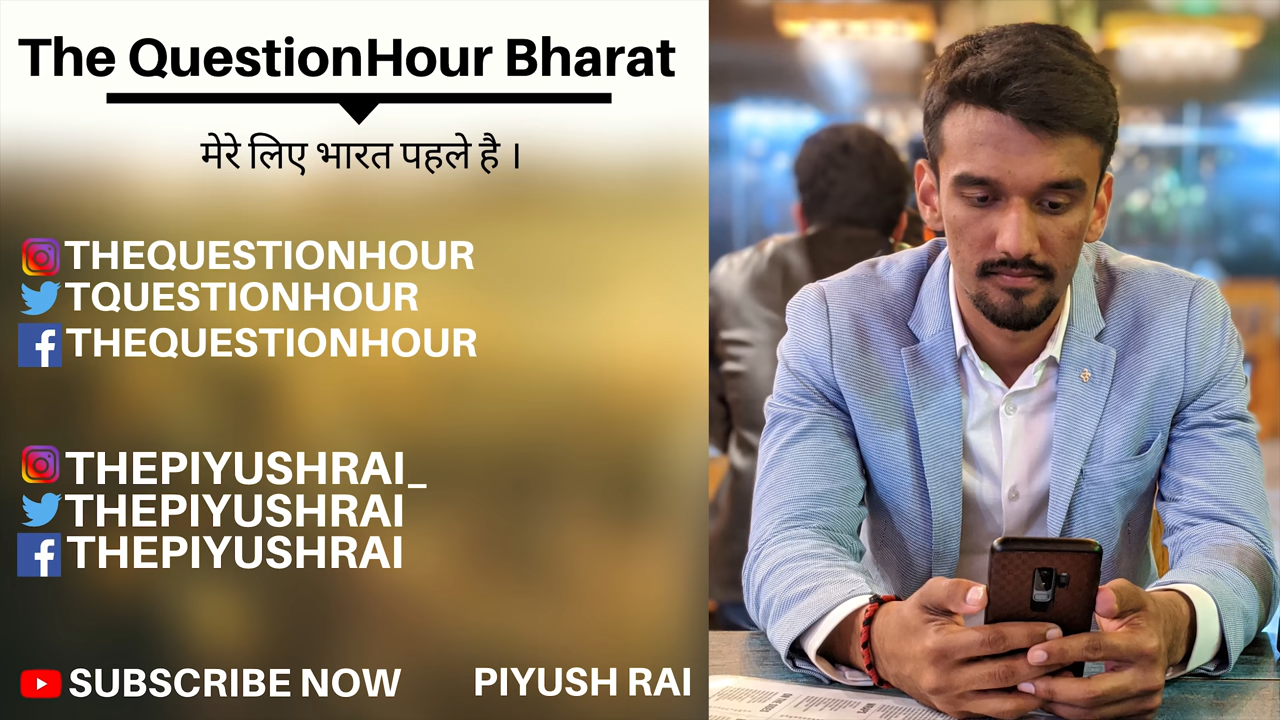 The QuestionHour Bharat
मेरे लिए भारत पहले है ।
THEQUESTIONHOUR
TQUESTIONHOUR
THEQUESTIONHOUR
THEPIYUSHRAI_
THEPIYUSHRAI
THEPIYUSHRAI
SUBSCRIBE NOW
PIYUSH RAI